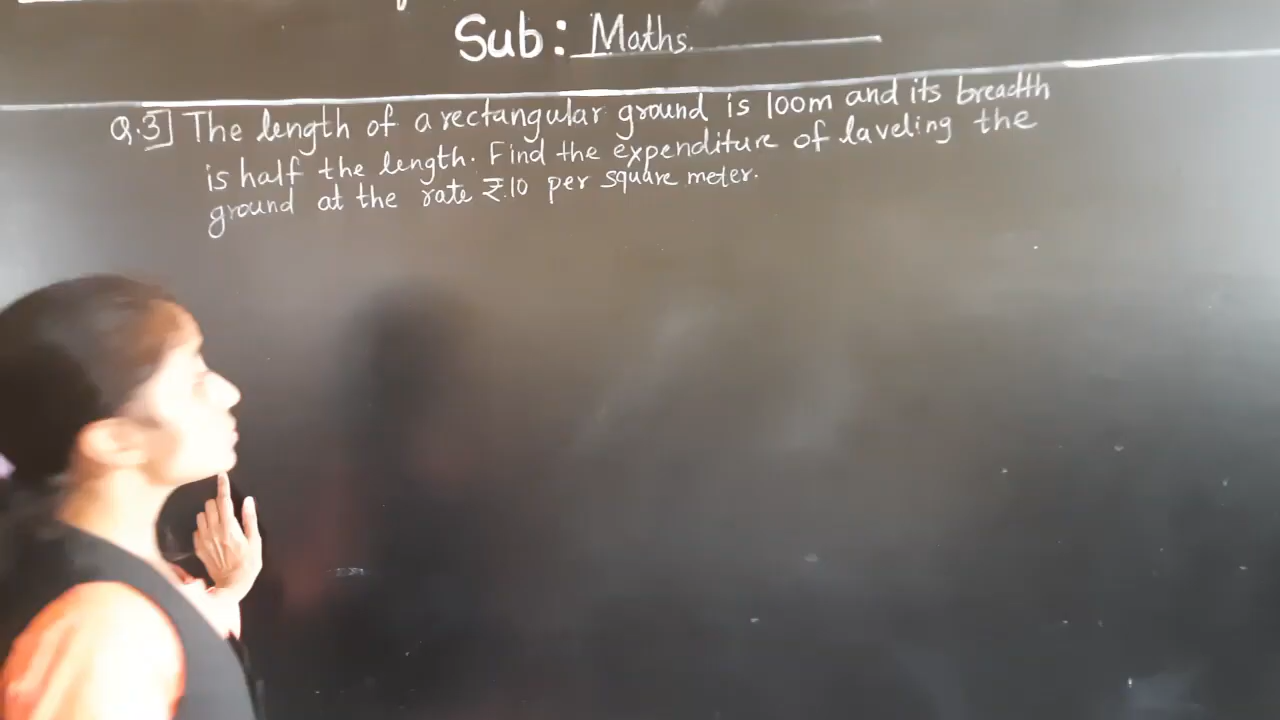 Sub: Maths.
Q.3] The length of a rectangular ground is 100m and its breadth
is half the length. Find the expenditure of laveling the
ground at the rate ₹.10 per square meter.